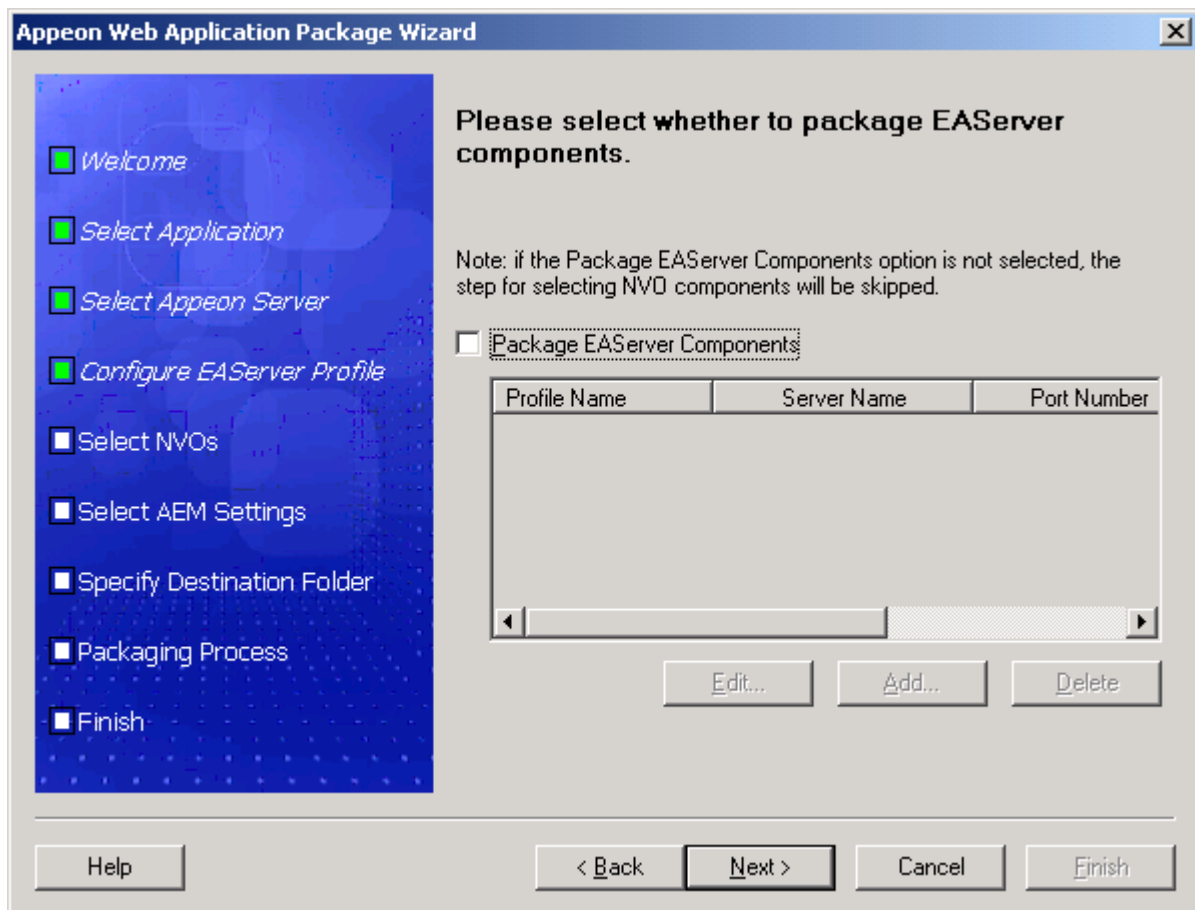 Appeon Web Application Package Wizard
Welcome
Select Application
Select Appeon Server
Configure EAServer Profile
Select NVOs
Select AEM Settings
Specify Destination Folder
Packaging Process
Finish
Please select whether to package EAServer
components.
Note: if the Package EAServer Components option is not selected, the
step for selecting NVO components will be skipped.
Package EAServer Components
Profile Name Server Name Port Number
Edit... Add... Delete
Help < Back Next > Cancel Finish